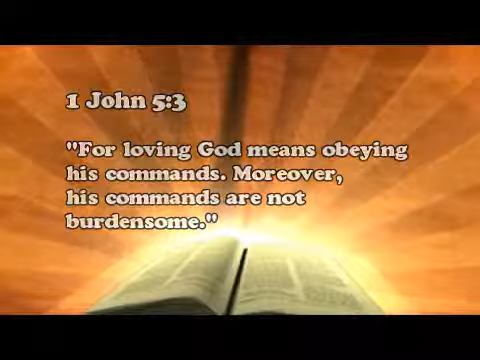 1 John 5:3
"For loving God means obeying
his commands. Moreover,
his commands are not
burdensome."